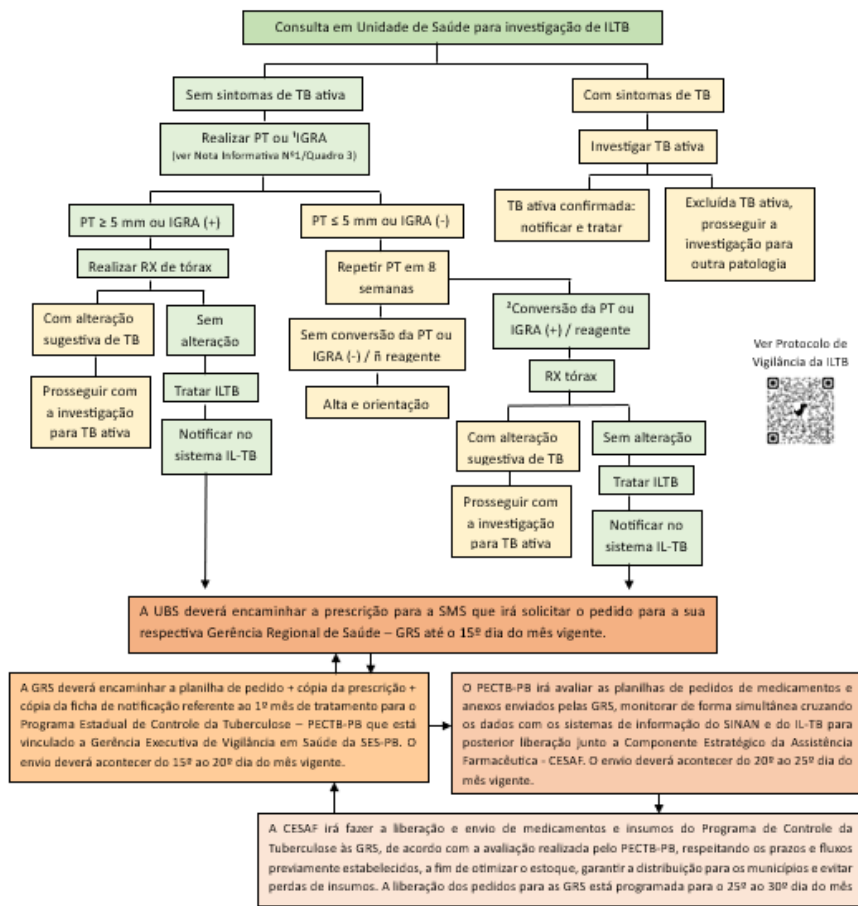 Consulta em Unidade de Saúde para investigação de ILTB
Sem sintomas de TB ativa
Com sintomas de TB
Realizar PT ou ¹IGRA
(ver Nota Informativa Nº1/Quadro 3)
Investigar TB ativa
TB ativa confirmada:
notificar e tratar
Excluída TB ativa,
prosseguir a
investigação para
outra patologia
PT ≥ 5 mm ou IGRA (+)
PT ≤ 5 mm ou IGRA (-)
Realizar RX de tórax
Repetir PT em 8
semanas
Com alteração
sugestiva de TB
Sem
alteração
Sem conversão da PT ou
IGRA (-) / ñ reagente
²Conversão da PT ou
IGRA (+) / reagente
Ver Protocolo de
Vigilância da ILTB
Prosseguir com
a investigação
para TB ativa
Tratar ILTB
Alta e orientação
RX tórax
Notificar no
sistema IL-TB
Com alteração
sugestiva de TB
Sem alteração
Prosseguir com
a investigação
para TB ativa
Tratar ILTB
Notificar no
sistema IL-TB
A UBS deverá encaminhar a prescrição para a SMS que irá solicitar o pedido para a sua
respectiva Gerência Regional de Saúde – GRS até o 15º dia do mês vigente.
A GRS deverá encaminhar a planilha de pedido + cópia da prescrição +
cópia da ficha de notificação referente ao 1º mês de tratamento para o
Programa Estadual de Controle da Tuberculose – PECTB-PB que está
vinculado a Gerência Executiva de Vigilância em Saúde da SES-PB. O
envio deverá acontecer do 15º ao 20º dia do mês vigente.
O PECTB-PB irá avaliar as planilhas de pedidos de medicamentos e
anexos enviados pelas GRS, monitorar de forma simultânea cruzando
os dados com os sistemas de informação do SINAN e do IL-TB para
posterior liberação junto a Componente Estratégico da Assistência
Farmacêutica - CESAF. O envio deverá acontecer do 20º ao 25º dia do
mês vigente.
A CESAF irá fazer a liberação e envio de medicamentos e insumos do Programa de Controle da
Tuberculose às GRS, de acordo com a avaliação realizada pelo PECTB-PB, respeitando os prazos e fluxos
previamente estabelecidos, a fim de otimizar o estoque, garantir a distribuição para os municípios e evitar
perdas de insumos. A liberação dos pedidos para as GRS está programada para o 25º ao 30º dia do mês